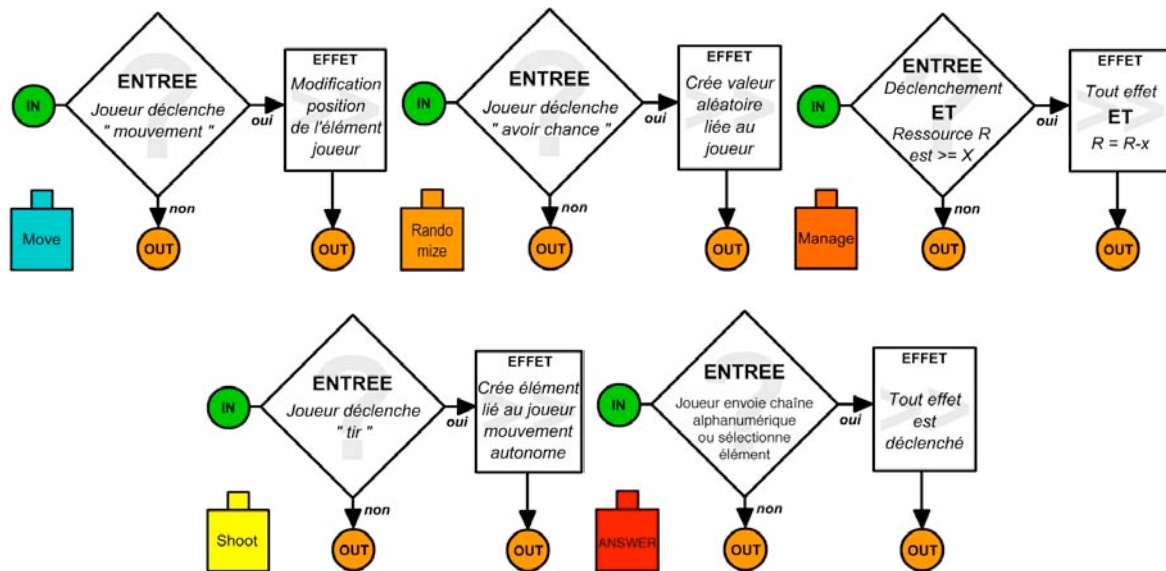 IN
ENTREE
Joueur déclenche
" mouvement "
oui
non
OUT
EFFET
Modification
position
de l'élément
joueur
OUT
Move
IN
ENTREE
Joueur déclenche
" avoir chance "
oui
non
OUT
EFFET
Crée valeur
aléatoire
liée au
joueur
OUT
Rando
mize
IN
ENTREE
Déclenchement
ET
Ressource R
est >= X
oui
non
OUT
EFFET
Tout effet
ET
R = R-x
OUT
Manage
IN
ENTREE
Joueur déclenche
" tir "
oui
non
OUT
EFFET
Crée élément
lié au joueur
mouvement
autonome
OUT
Shoot
IN
ENTREE
Joueur envoie chaîne
alphanumérique
ou sélectionne
élément
oui
non
OUT
EFFET
Tout effet
est
déclenché
OUT
ANSWER